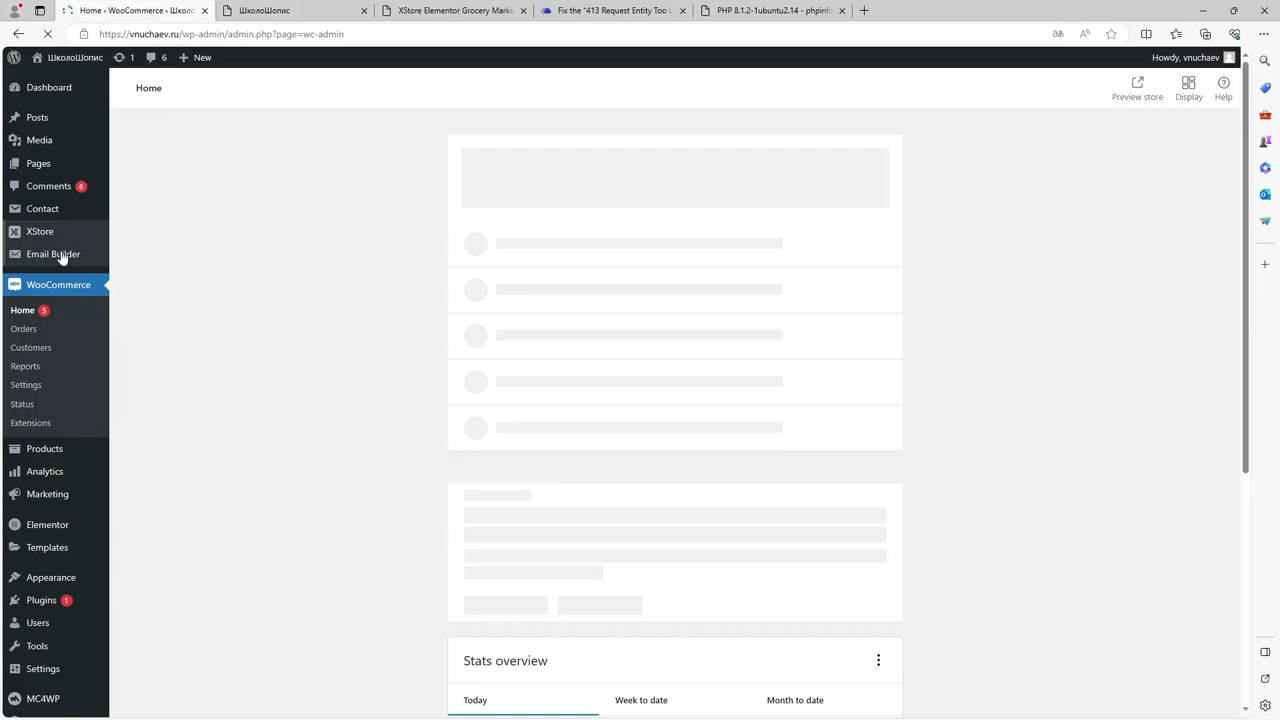 Home < WooCommerce < Школо
ШколоШопис
XStore Elementor Grocery Marke
Fix the "413 Request Entity Too L
PHP 8.1.2-1ubuntu2.14 - phpinfo
https://vnuchaev.ru/wp-admin/admin.php?page=wc-admin
ШколоШопис
1
6
New
Howdy, vnuchaev
Dashboard
Home
Preview store
Display
Help
Posts
Media
Pages
Comments 6
Contact
XStore
Email Builder
WooCommerce
Home 5
Orders
Customers
Reports
Settings
Status
Extensions
Products
Analytics
Marketing
Elementor
Templates
Appearance
Plugins 1
Users
Tools
Settings
MC4WP
Stats overview
Today
Week to date
Month to date